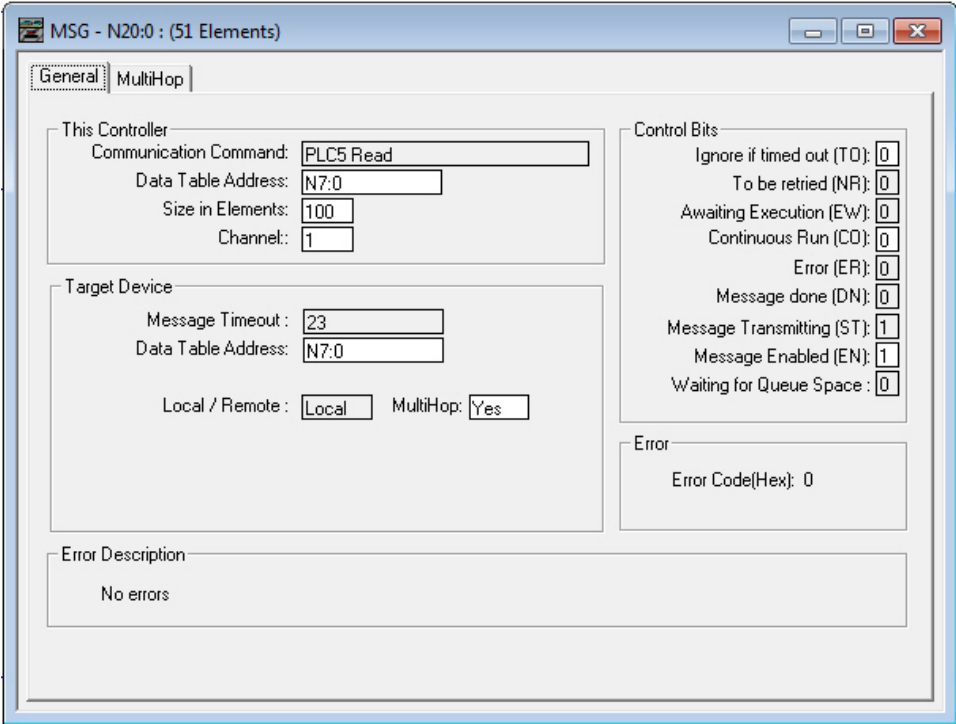 MSG - N20:0 : (51 Elements)
General MultiHop
This Controller
Communication Command: PLC5 Read
Data Table Address: N7:0
Size in Elements: 100
Channel:: 1
Target Device
Message Timeout : 23
Data Table Address: N7:0
Local / Remote : Local MultiHop: Yes
Control Bits
Ignore if timed out (TO): 0
To be retried (NR): 0
Awaiting Execution (EW): 0
Continuous Run (CO): 0
Error (ER): 0
Message done (DN): 0
Message Transmitting (ST): 1
Message Enabled (EN): 1
Waiting for Queue Space : 0
Error
Error Code(Hex): 0
Error Description
No errors